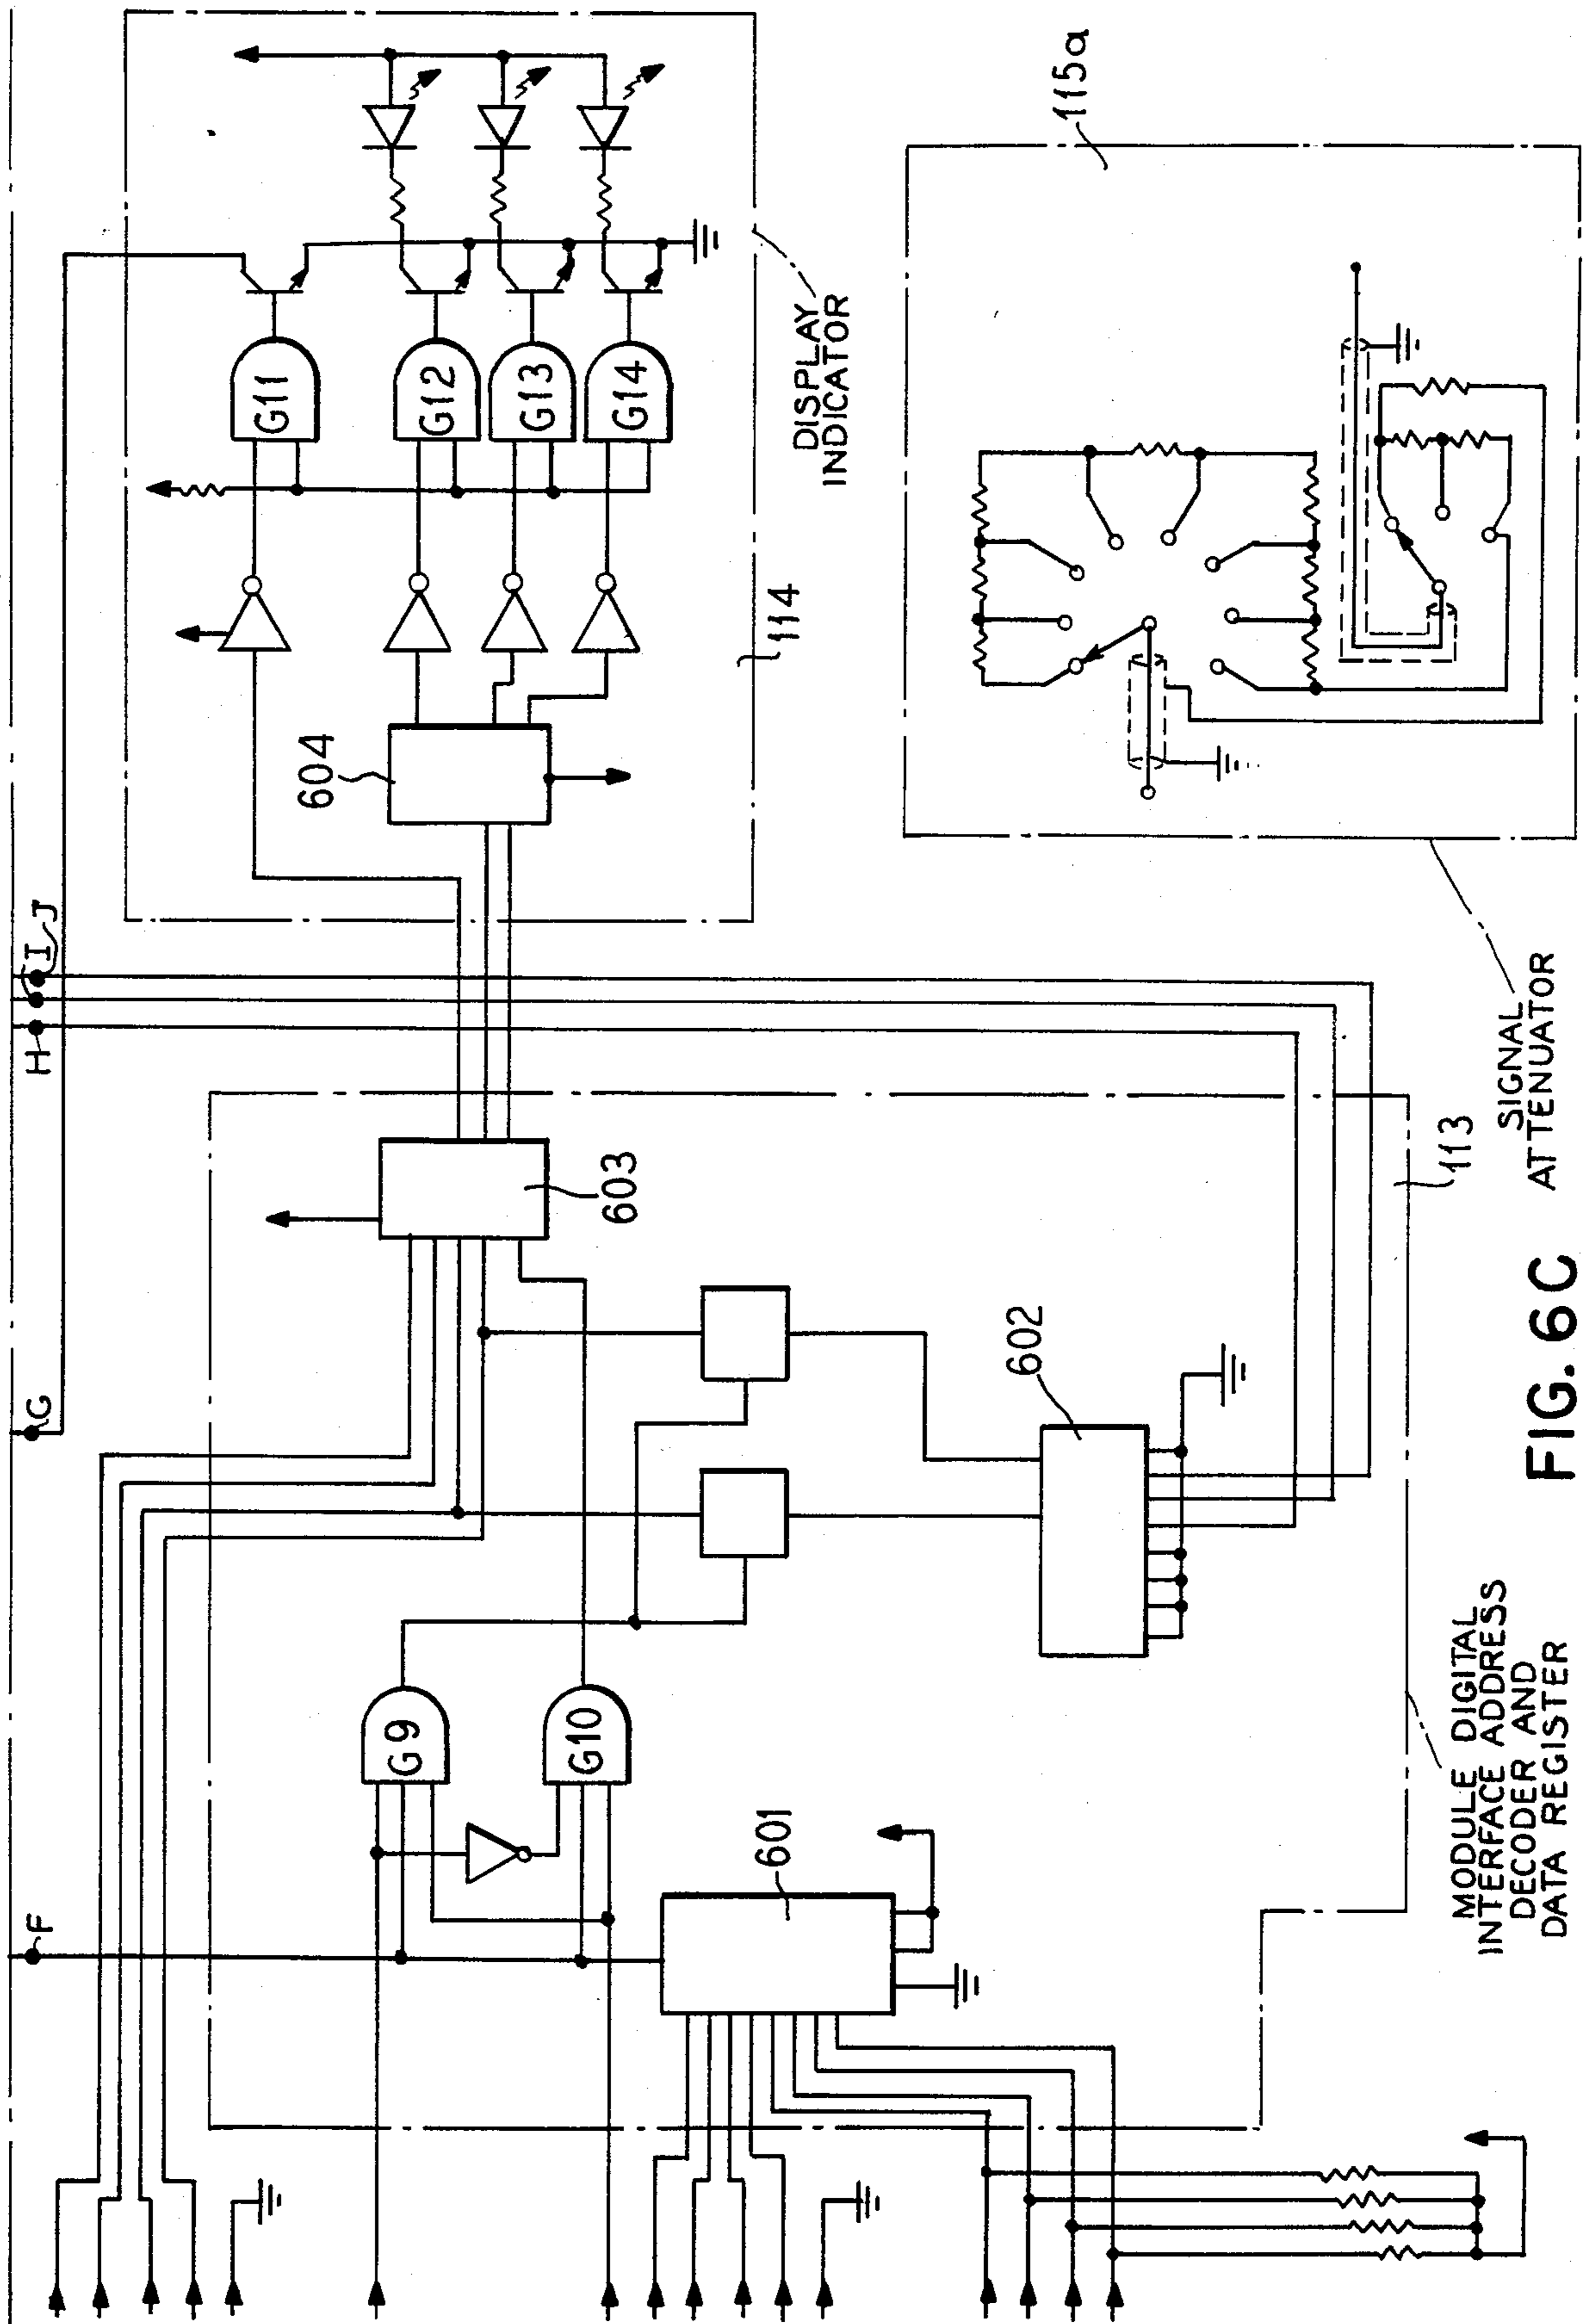 F
G
H
I
J
G9
G10
601
602
603
604
G11
G12
G13
G14
114
DISPLAY
INDICATOR
115a
113
MODULE DIGITAL
INTERFACE ADDRESS
DECODER AND
DATA REGISTER
SIGNAL
ATTENUATOR
FIG. 6C